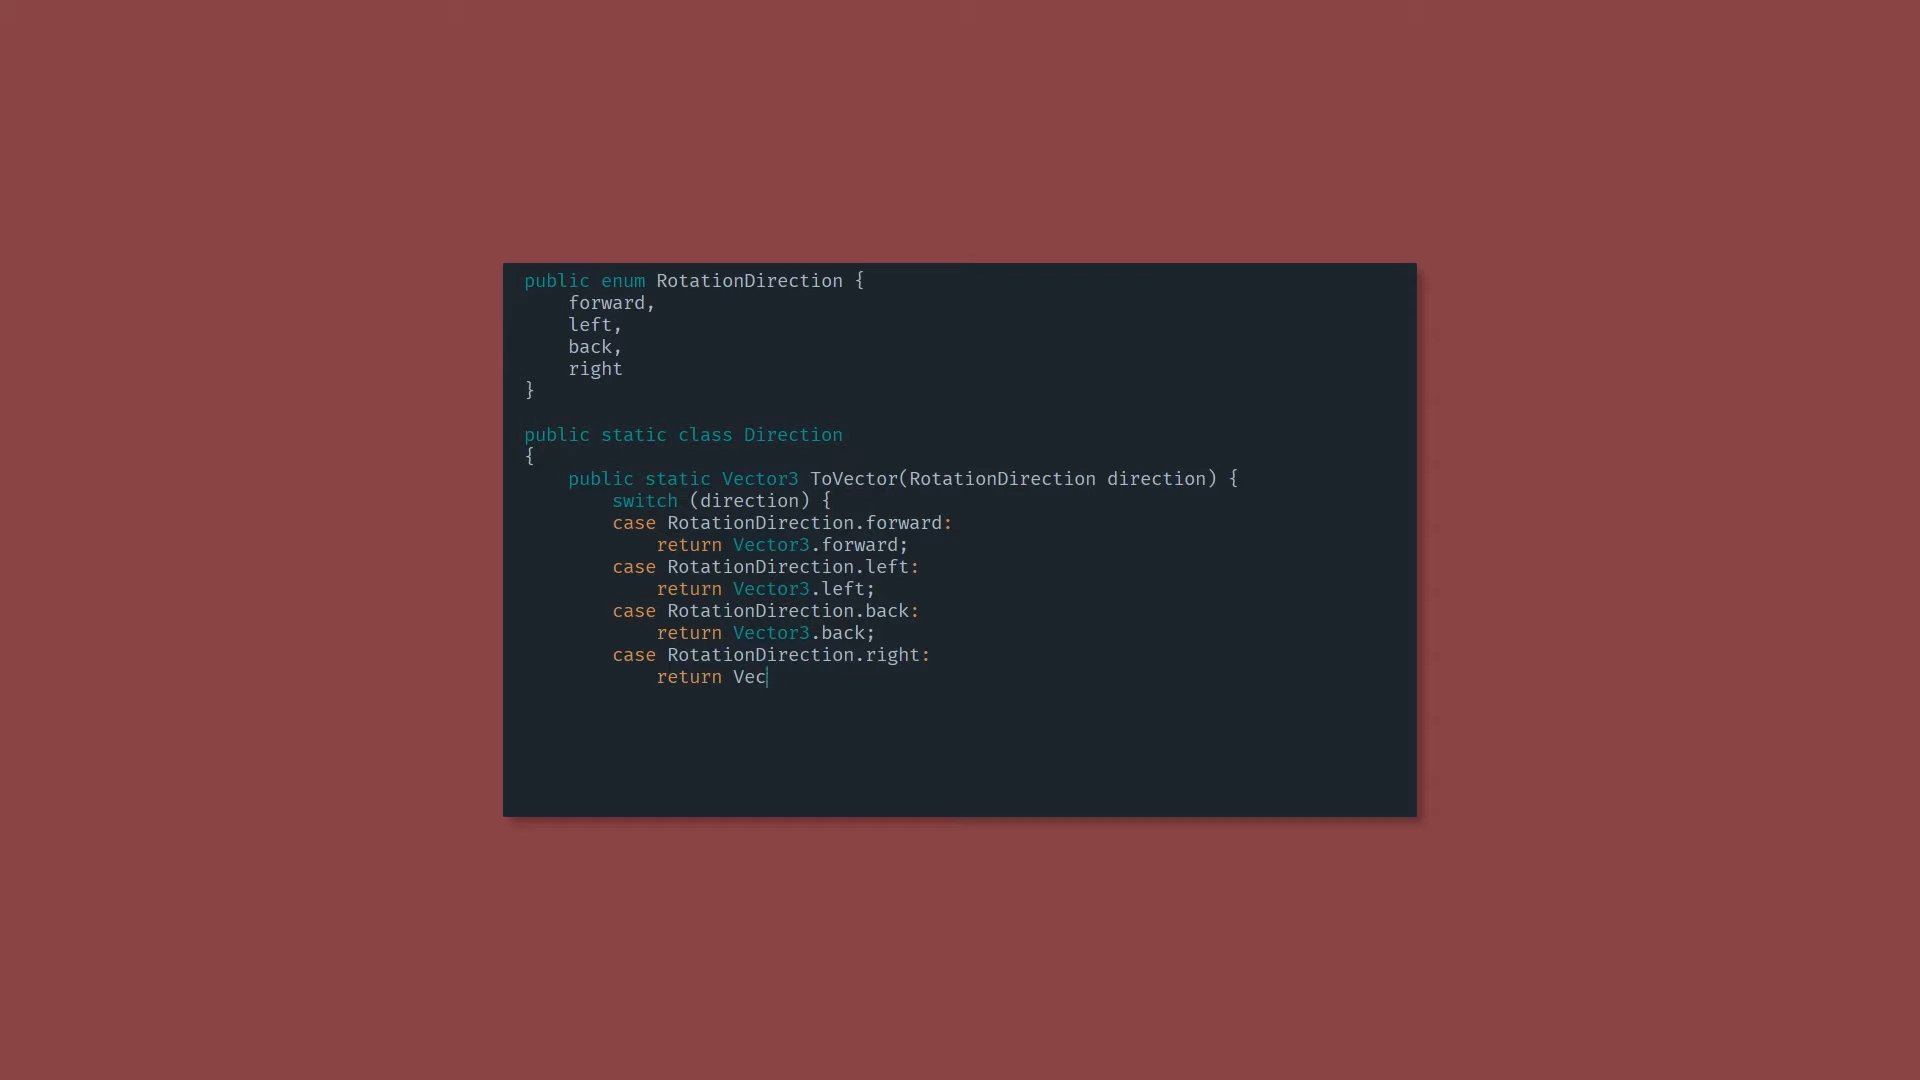 public enum RotationDirection {
    forward,
    left,
    back,
    right
}

public static class Direction
{
    public static Vector3 ToVector(RotationDirection direction) {
        switch (direction) {
        case RotationDirection.forward:
            return Vector3.forward;
        case RotationDirection.left:
            return Vector3.left;
        case RotationDirection.back:
            return Vector3.back;
        case RotationDirection.right:
            return Vec